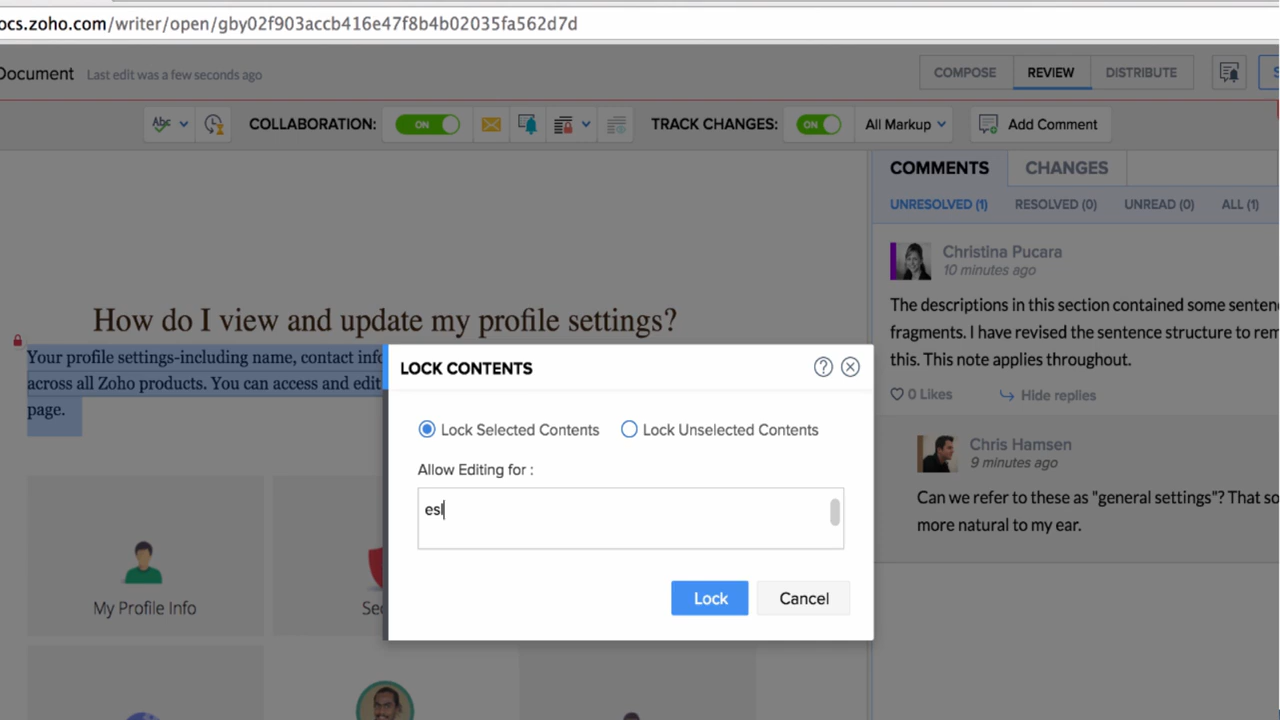 ocs.zoho.com/writer/open/gby02f903accb416e47f8b4b02035fa562d7d
Document Last edit was a few seconds ago
COMPOSE REVIEW DISTRIBUTE
COLLABORATION: ON TRACK CHANGES: ON All Markup Add Comment
COMMENTS CHANGES
UNRESOLVED (1) RESOLVED (0) UNREAD (0) ALL (1)
Christina Pucara
10 minutes ago
The descriptions in this section contained some senten
fragments. I have revised the sentence structure to rem
this. This note applies throughout.
0 Likes Hide replies
Chris Hamsen
9 minutes ago
Can we refer to these as "general settings"? That so
more natural to my ear.
How do I view and update my profile settings?
Your profile settings-including name, contact info
across all Zoho products. You can access and edit
page.
LOCK CONTENTS
Lock Selected Contents Lock Unselected Contents
Allow Editing for :
esl
Lock Cancel
My Profile Info
Sec